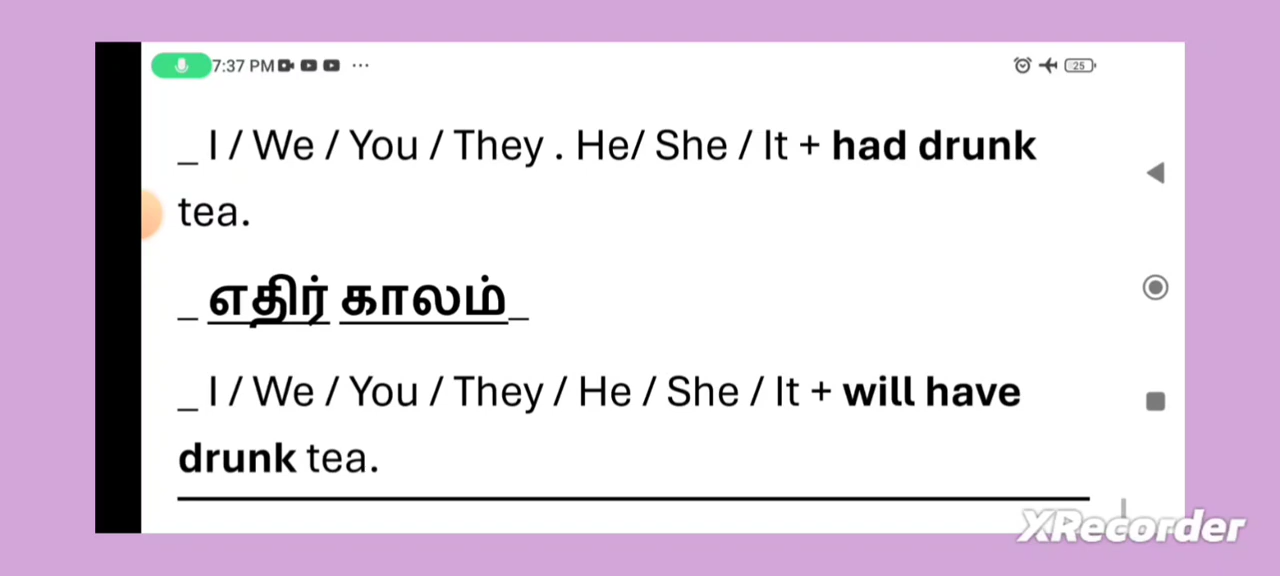 7:37 PM ...
25
_ I / We / You / They . He/ She / It + had drunk
tea.
_ எதிர் காலம்_
_ I / We / You / They / He / She / It + will have
drunk tea.
XRecorder